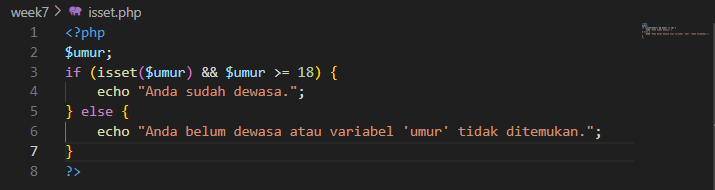 week7 > isset.php
1 <?php
2 $umur;
3 if (isset($umur) && $umur >= 18) {
4     echo "Anda sudah dewasa.";
5 } else {
6     echo "Anda belum dewasa atau variabel 'umur' tidak ditemukan.";
7 }
8 ?>